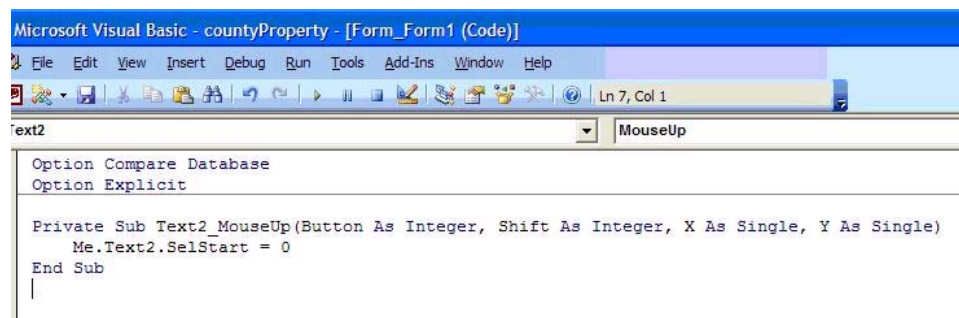 Microsoft Visual Basic - countyProperty - [Form_Form1 (Code)]
File Edit View Insert Debug Run Tools Add-Ins Window Help
Ln 7, Col 1
Text2 MouseUp
Option Compare Database
Option Explicit
Private Sub Text2_MouseUp(Button As Integer, Shift As Integer, X As Single, Y As Single)
Me.Text2.SelStart = 0
End Sub